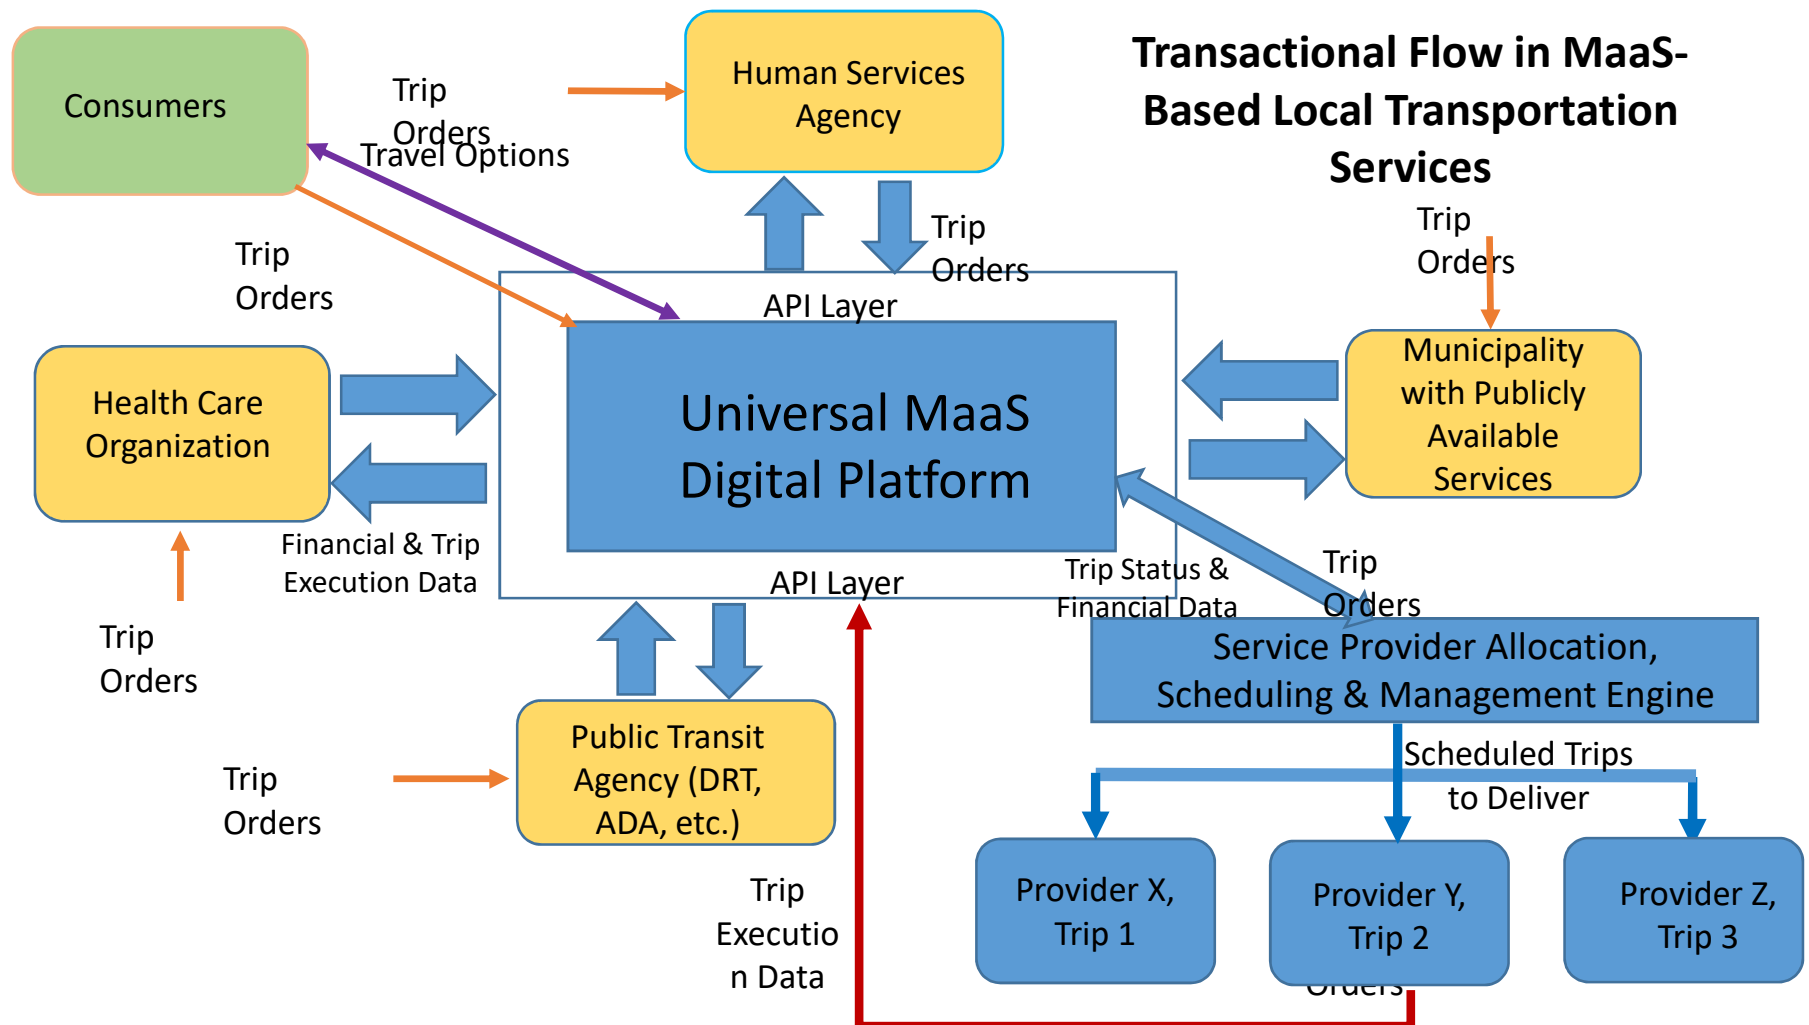 Transactional Flow in MaaS-
Based Local Transportation
Services
Consumers
Trip
Orders
Travel Options
Human Services
Agency
Trip
Orders
Trip
Orders
Trip
Orders
API Layer
Universal MaaS
Digital Platform
API Layer
Health Care
Organization
Municipality
with Publicly
Available
Services
Financial & Trip
Execution Data
Trip Status &
Financial Data
Trip
Orders
Trip
Orders
Service Provider Allocation,
Scheduling & Management Engine
Public Transit
Agency (DRT,
ADA, etc.)
Trip
Orders
Scheduled Trips
to Deliver
Trip
Executio
n Data
Provider X,
Trip 1
Provider Y,
Trip 2
Provider Z,
Trip 3
Orders